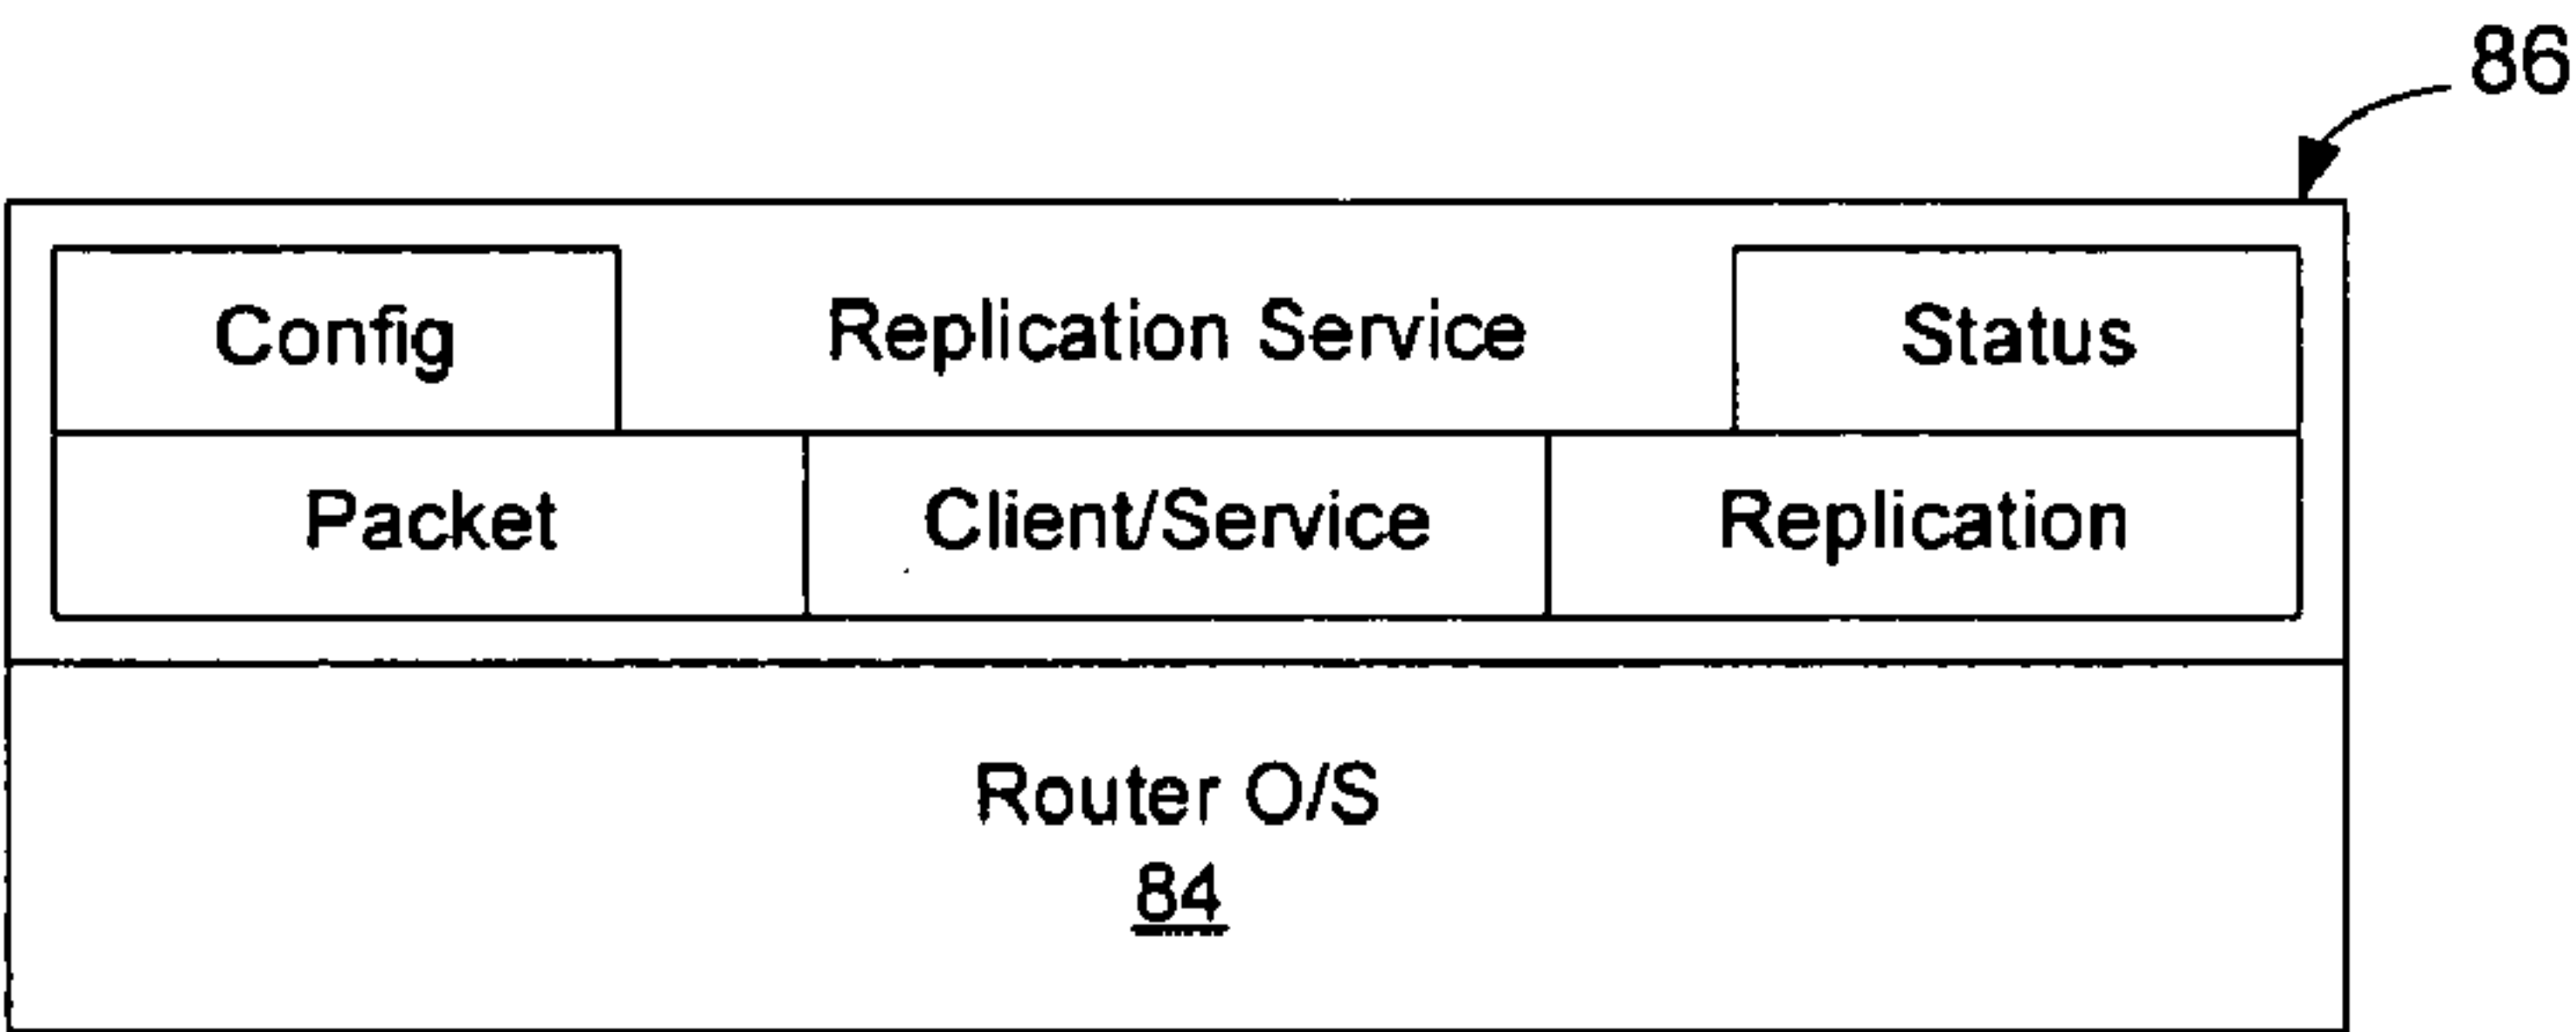 86
Config
Replication Service
Status
Packet
Client/Service
Replication
Router O/S
84